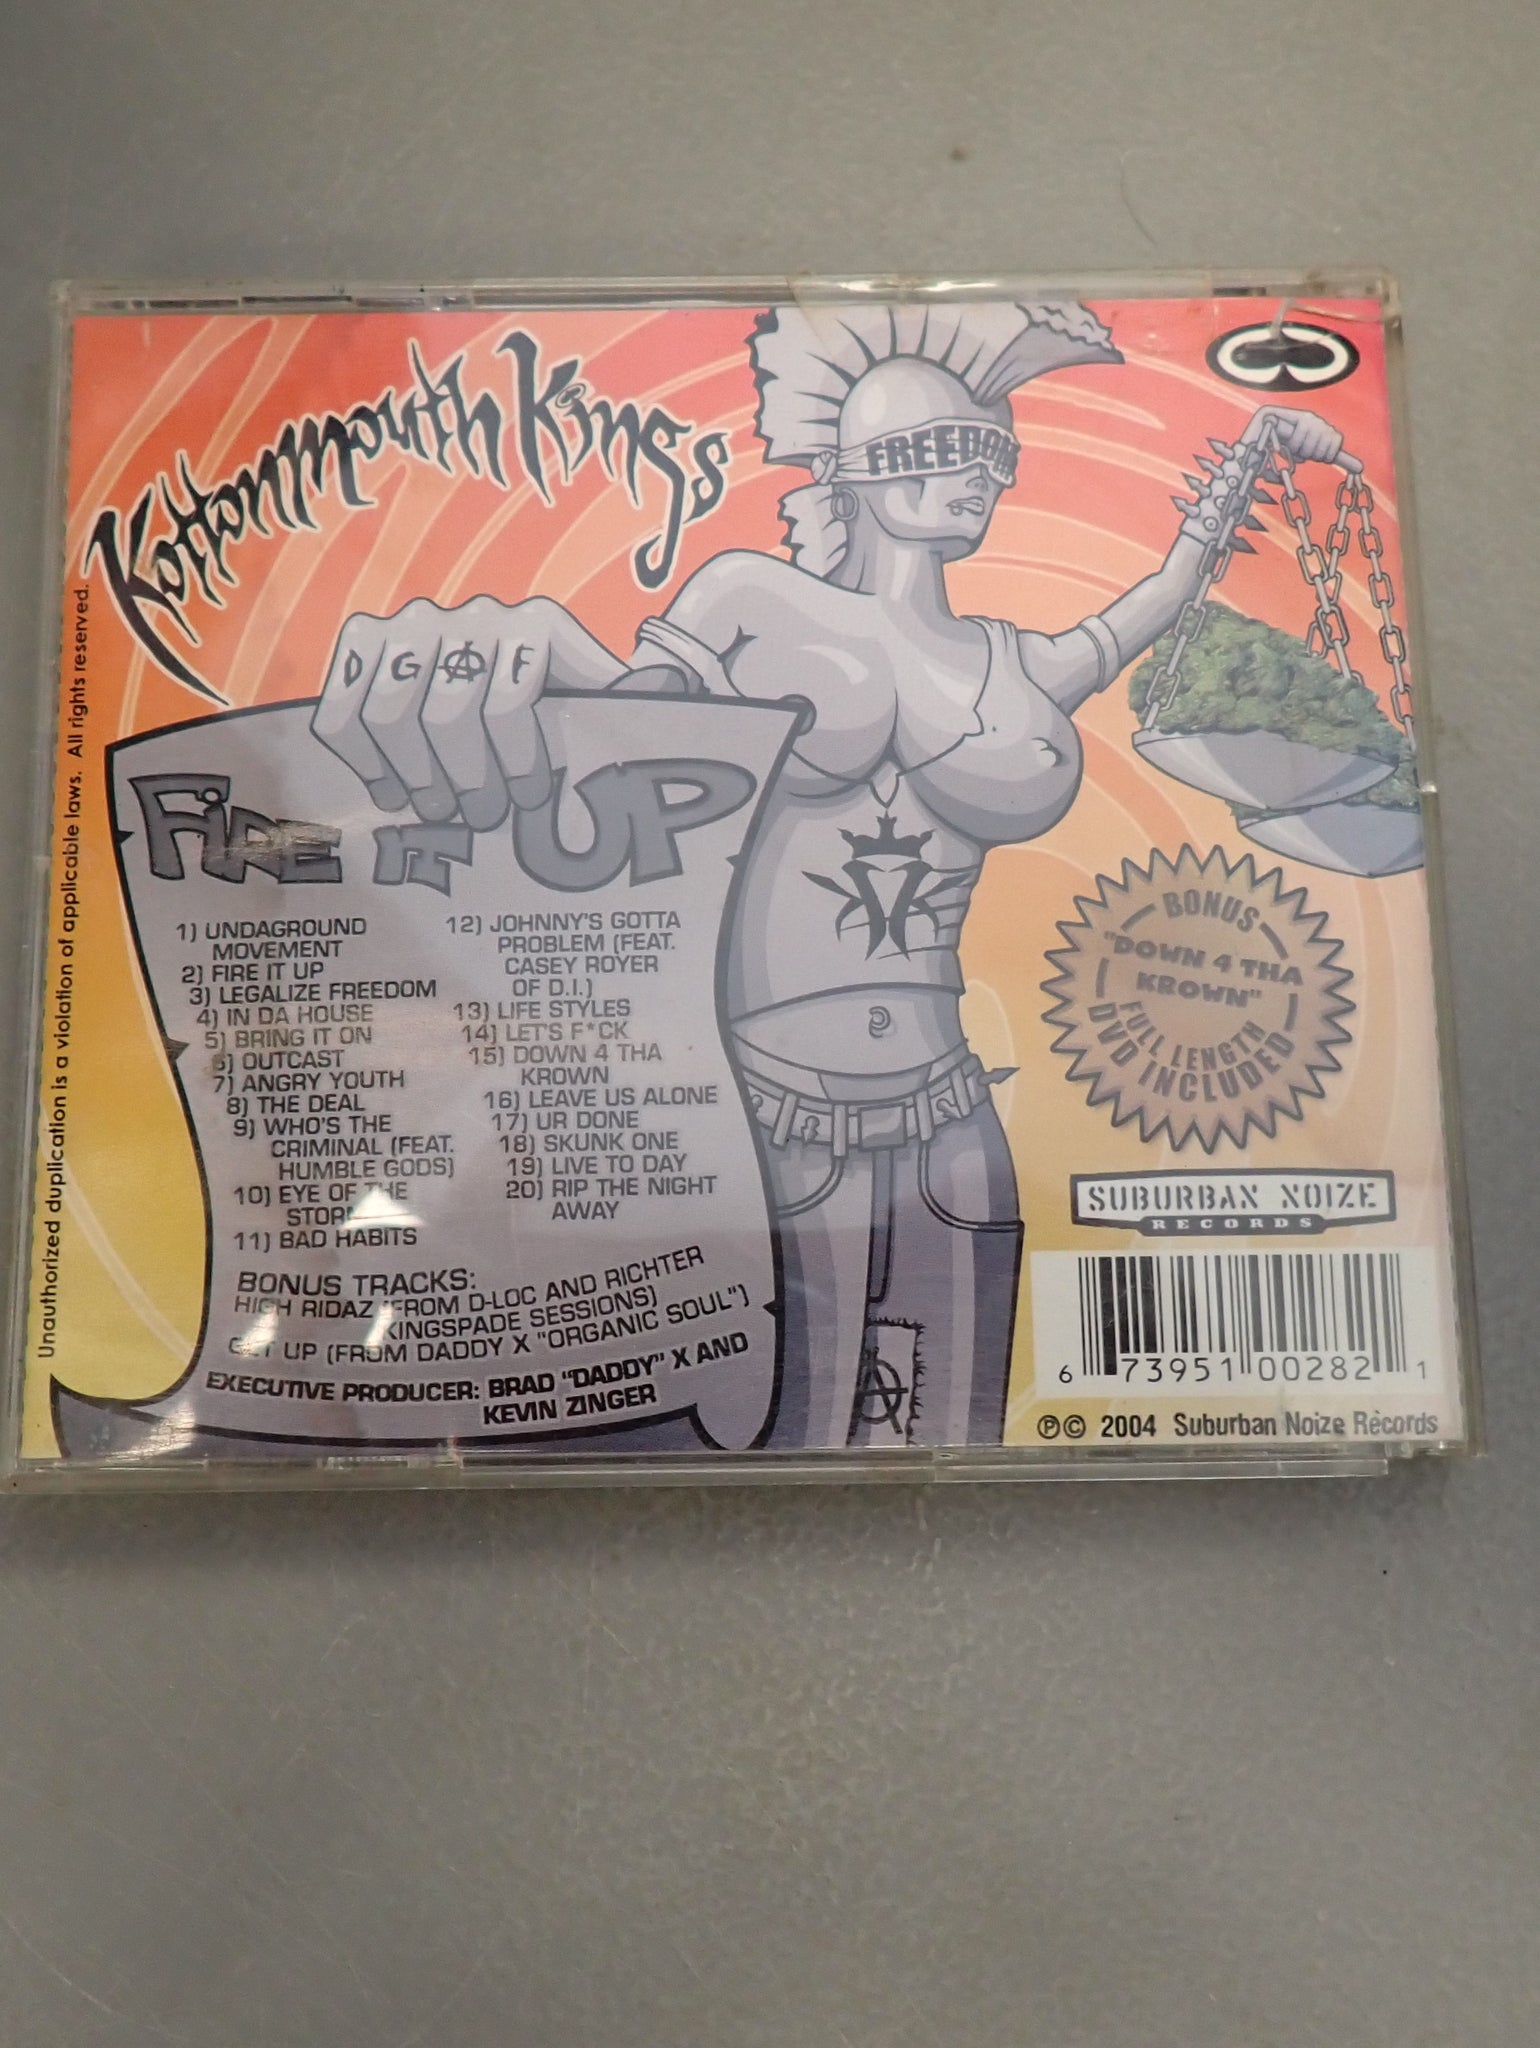 Kottonmouth Kings
FREEDOM
D G A F
FIRE IT UP
1) UNDAGROUND
MOVEMENT
2) FIRE IT UP
3) LEGALIZE FREEDOM
4) IN DA HOUSE
5) BRING IT ON
6) OUTCAST
7) ANGRY YOUTH
8) THE DEAL
9) WHO'S THE
CRIMINAL (FEAT.
HUMBLE GODS)
10) EYE OF THE
STORM
11) BAD HABITS
12) JOHNNY'S GOTTA
PROBLEM (FEAT.
CASEY ROYER
OF D.I.)
13) LIFE STYLES
14) LET'S F*CK
15) DOWN 4 THA
KROWN
16) LEAVE US ALONE
17) UR DONE
18) SKUNK ONE
19) LIVE TO DAY
20) RIP THE NIGHT
AWAY
BONUS TRACKS:
HIGH RIDAZ (FROM D-LOC AND RICHTER
KINGSPADE SESSIONS)
GET UP (FROM DADDY X "ORGANIC SOUL")
EXECUTIVE PRODUCER: BRAD "DADDY" X AND
KEVIN ZINGER
BONUS
"DOWN 4 THA
KROWN"
FULL LENGTH
DVD INCLUDED
SUBURBAN NOIZE
RECORDS
6 73951 00282 1
℗© 2004 Suburban Noize Records
Unauthorized duplication is a violation of applicable laws. All rights reserved.